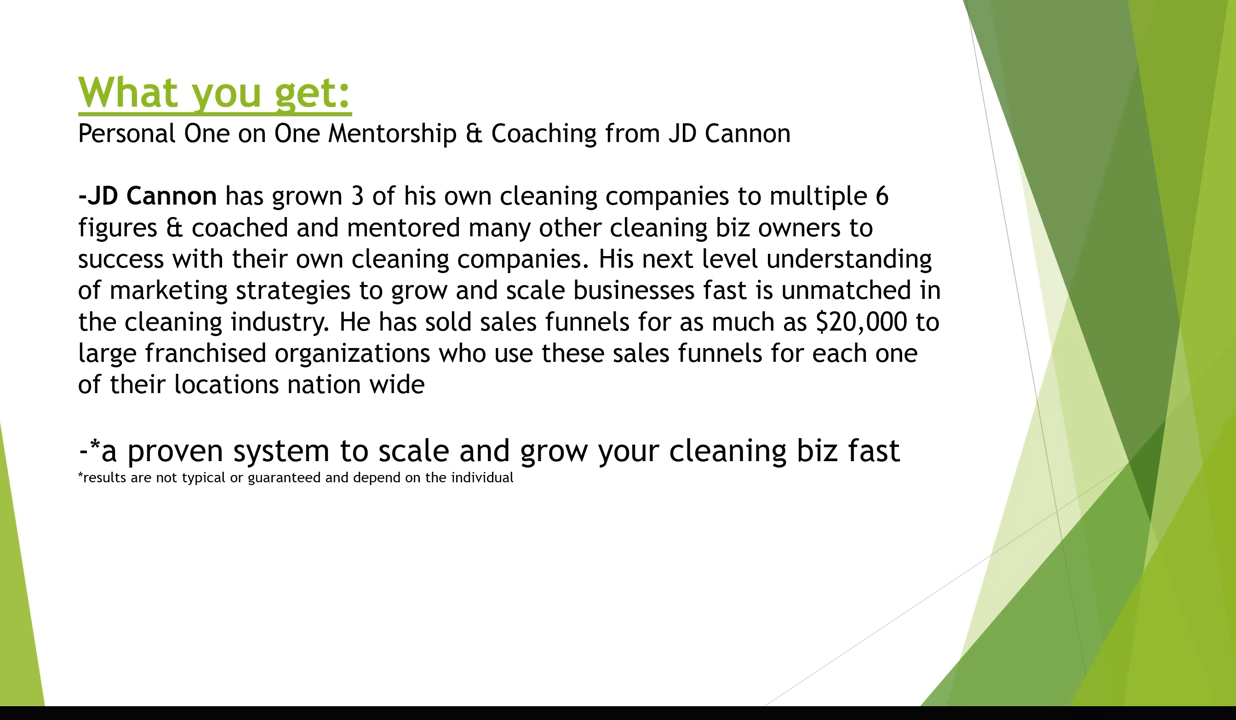 What you get:
Personal One on One Mentorship & Coaching from JD Cannon
-JD Cannon has grown 3 of his own cleaning companies to multiple 6
figures & coached and mentored many other cleaning biz owners to
success with their own cleaning companies. His next level understanding
of marketing strategies to grow and scale businesses fast is unmatched in
the cleaning industry. He has sold sales funnels for as much as $20,000 to
large franchised organizations who use these sales funnels for each one
of their locations nation wide
-*a proven system to scale and grow your cleaning biz fast
*results are not typical or guaranteed and depend on the individual